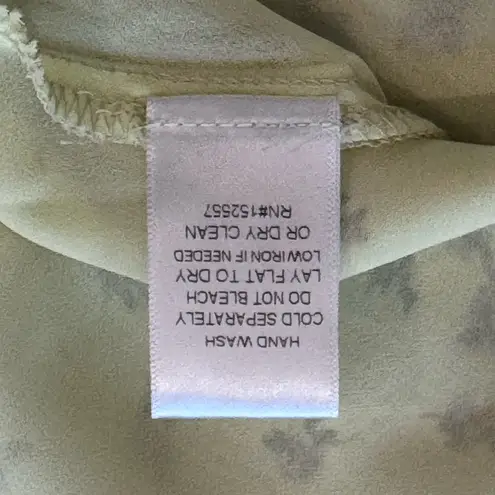 HAND WASH
COLD SEPARATELY
DO NOT BLEACH
LAY FLAT TO DRY
LOW IRON IF NEEDED
OR DRY CLEAN
RN#152557